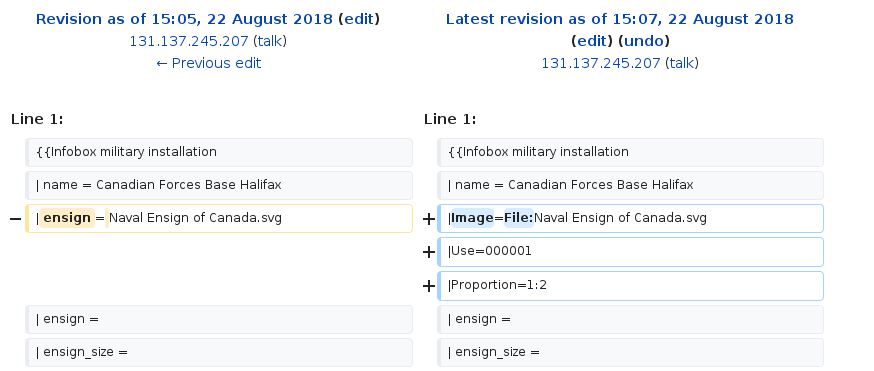 Revision as of 15:05, 22 August 2018 (edit)
131.137.245.207 (talk)
← Previous edit
Latest revision as of 15:07, 22 August 2018
(edit) (undo)
131.137.245.207 (talk)
Line 1:
Line 1:
{{Infobox military installation
{{Infobox military installation
| name = Canadian Forces Base Halifax
| name = Canadian Forces Base Halifax
− | ensign = Naval Ensign of Canada.svg
+ |Image=File:Naval Ensign of Canada.svg
+ |Use=000001
+ |Proportion=1:2
| ensign =
| ensign =
| ensign_size =
| ensign_size =